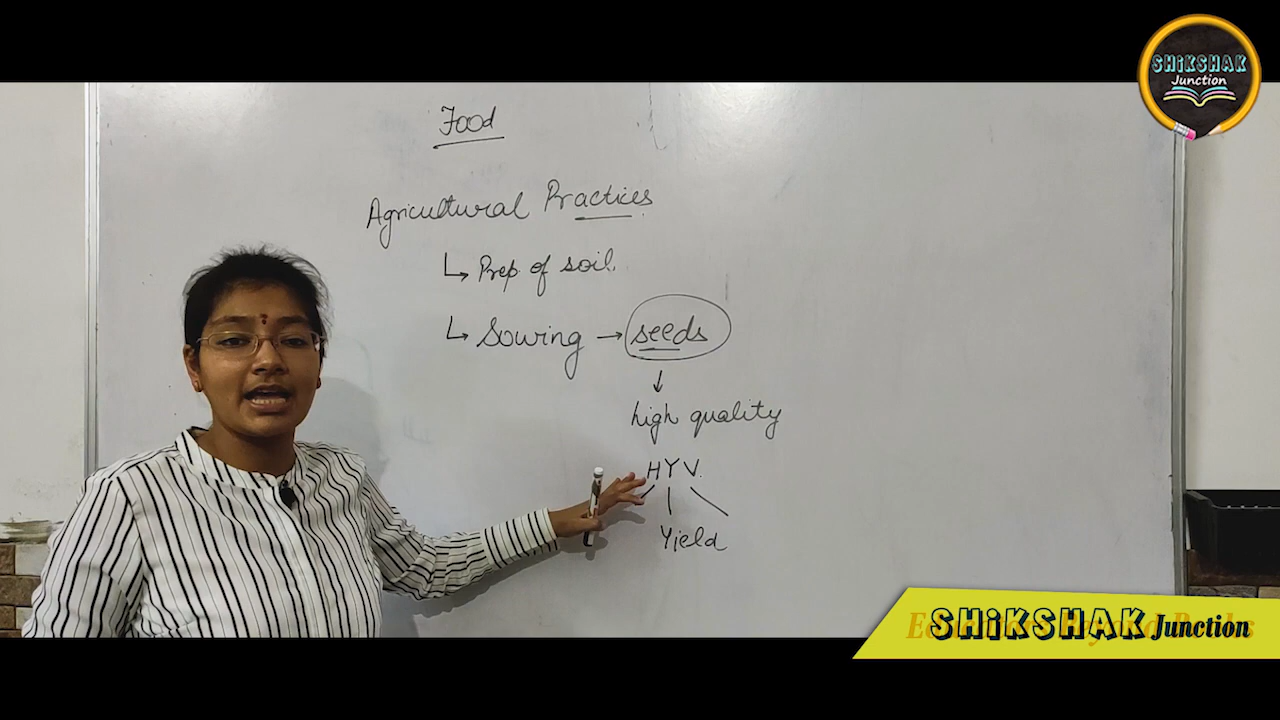 SHiKSHAK
Junction
Food
Agricultural Practices
↳ Prep of soil.
↳ Sowing → seeds
↓
high quality
HYV.
Yield
SHiKSHAK Junction